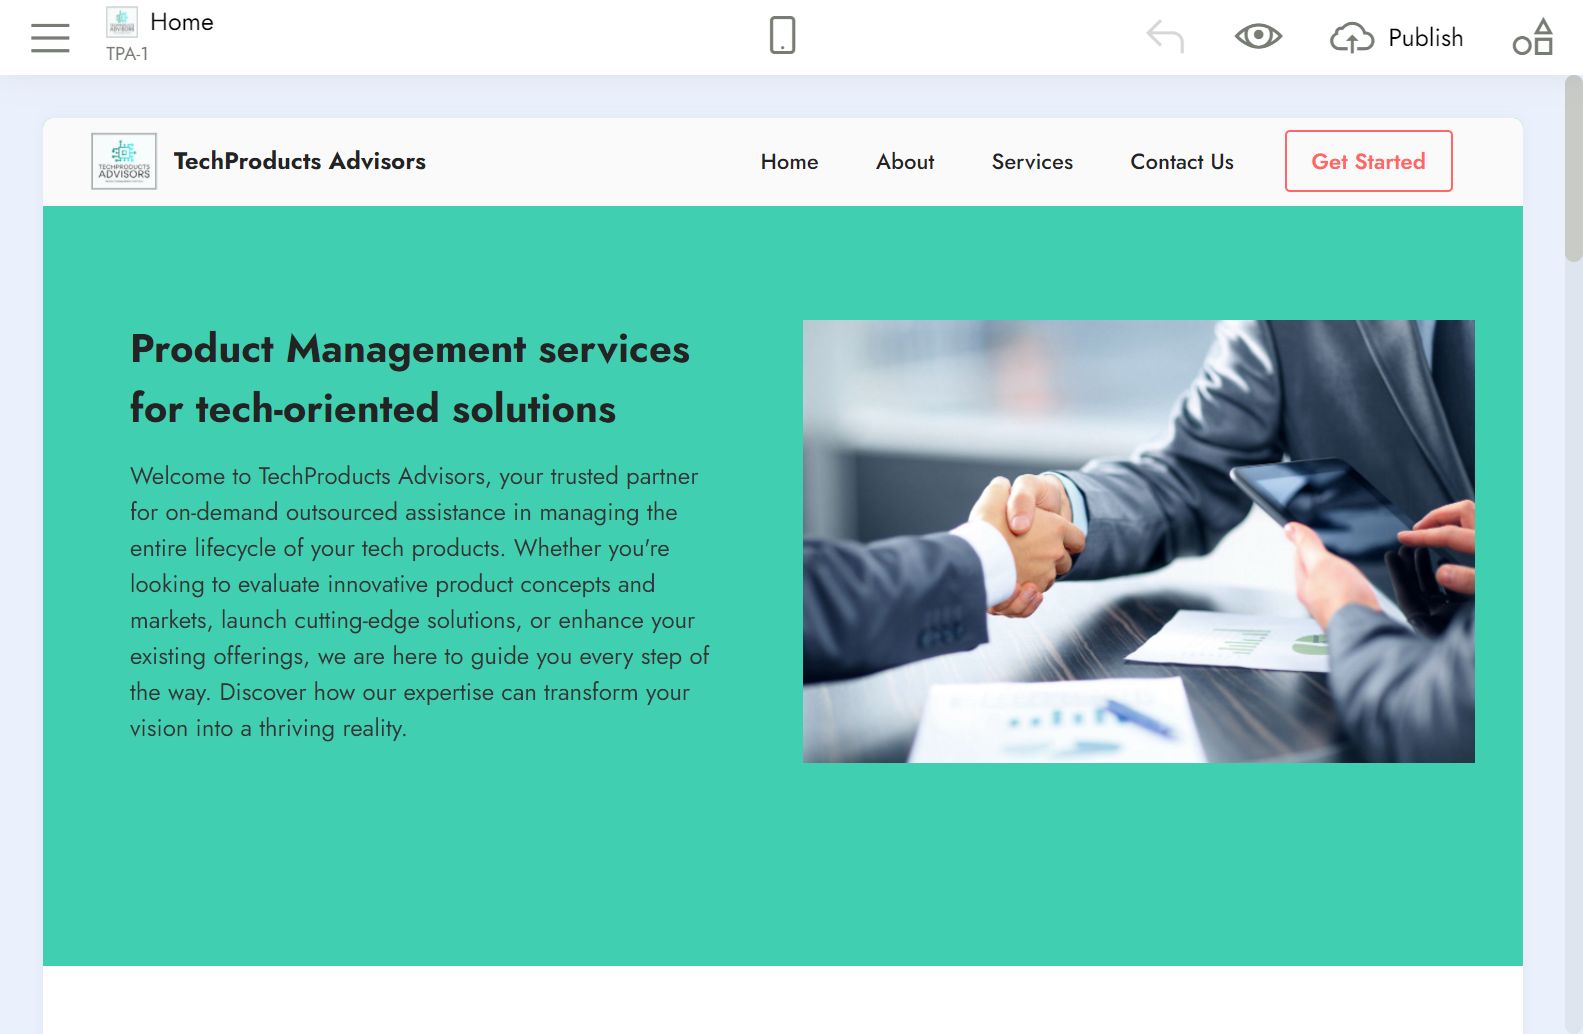 Home
TPA-1
Publish
TECHPRODUCTS
ADVISORS
TechProducts Advisors
Home
About
Services
Contact Us
Get Started
Product Management services
for tech-oriented solutions
Welcome to TechProducts Advisors, your trusted partner
for on-demand outsourced assistance in managing the
entire lifecycle of your tech products. Whether you're
looking to evaluate innovative product concepts and
markets, launch cutting-edge solutions, or enhance your
existing offerings, we are here to guide you every step of
the way. Discover how our expertise can transform your
vision into a thriving reality.